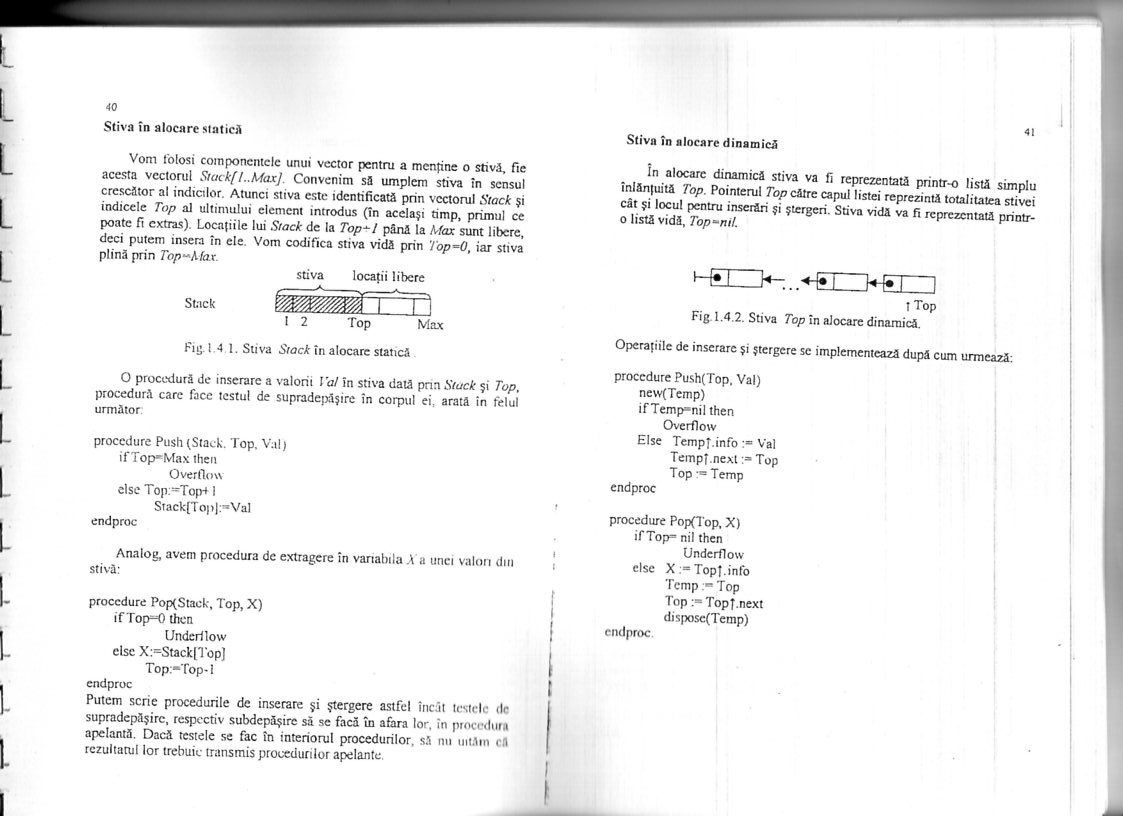 40
Stiva în alocare statică
Vom folosi componentele unui vector pentru a menține o stivă, fie
acesta vectorul Stack[1..Max]. Convenim să umplem stiva în sensul
crescător al indicilor. Atunci stiva este identificată prin vectorul Stack și
indicele Top al ultimului element introdus (în același timp, primul ce
poate fi extras). Locațiile lui Stack de la Top+1 până la Max sunt libere,
deci putem insera în ele. Vom codifica stiva vidă prin Top=0, iar stiva
plină prin Top=Max.
stiva locații libere
Stack
1 2 Top Max
Fig.1.4.1. Stiva Stack în alocare statică.
O procedură de inserare a valorii Val în stiva dată prin Stack și Top,
procedură care face testul de supradepășire în corpul ei, arată în felul
următor:
procedure Push (Stack, Top, Val)
if Top=Max then
Overflow
else Top:=Top+1
Stack[Top]:=Val
endproc
Analog, avem procedura de extragere în variabila X a unei valori din
stivă:
procedure Pop(Stack, Top, X)
if Top=0 then
Underflow
else X:=Stack[Top]
Top:=Top-1
endproc
Putem scrie procedurile de inserare și ștergere astfel încât testele de
supradepășire, respectiv subdepășire să se facă în afara lor, în procedura
apelantă. Dacă testele se fac în interiorul procedurilor, să nu uităm că
rezultatul lor trebuie transmis procedurilor apelante.
41
Stiva în alocare dinamică
În alocare dinamică stiva va fi reprezentată printr-o listă simplu
înlănțuită Top. Pointerul Top către capul listei reprezintă totalitatea stivei
cât și locul pentru inserări și ștergeri. Stiva vidă va fi reprezentată printr-
o listă vidă, Top=nil.
...
↑ Top
Fig.1.4.2. Stiva Top în alocare dinamică.
Operațiile de inserare și ștergere se implementează după cum urmează:
procedure Push(Top, Val)
new(Temp)
if Temp=nil then
Overflow
Else Temp↑.info := Val
Temp↑.next := Top
Top := Temp
endproc
procedure Pop(Top, X)
if Top= nil then
Underflow
else X := Top↑.info
Temp := Top
Top := Top↑.next
dispose(Temp)
endproc.